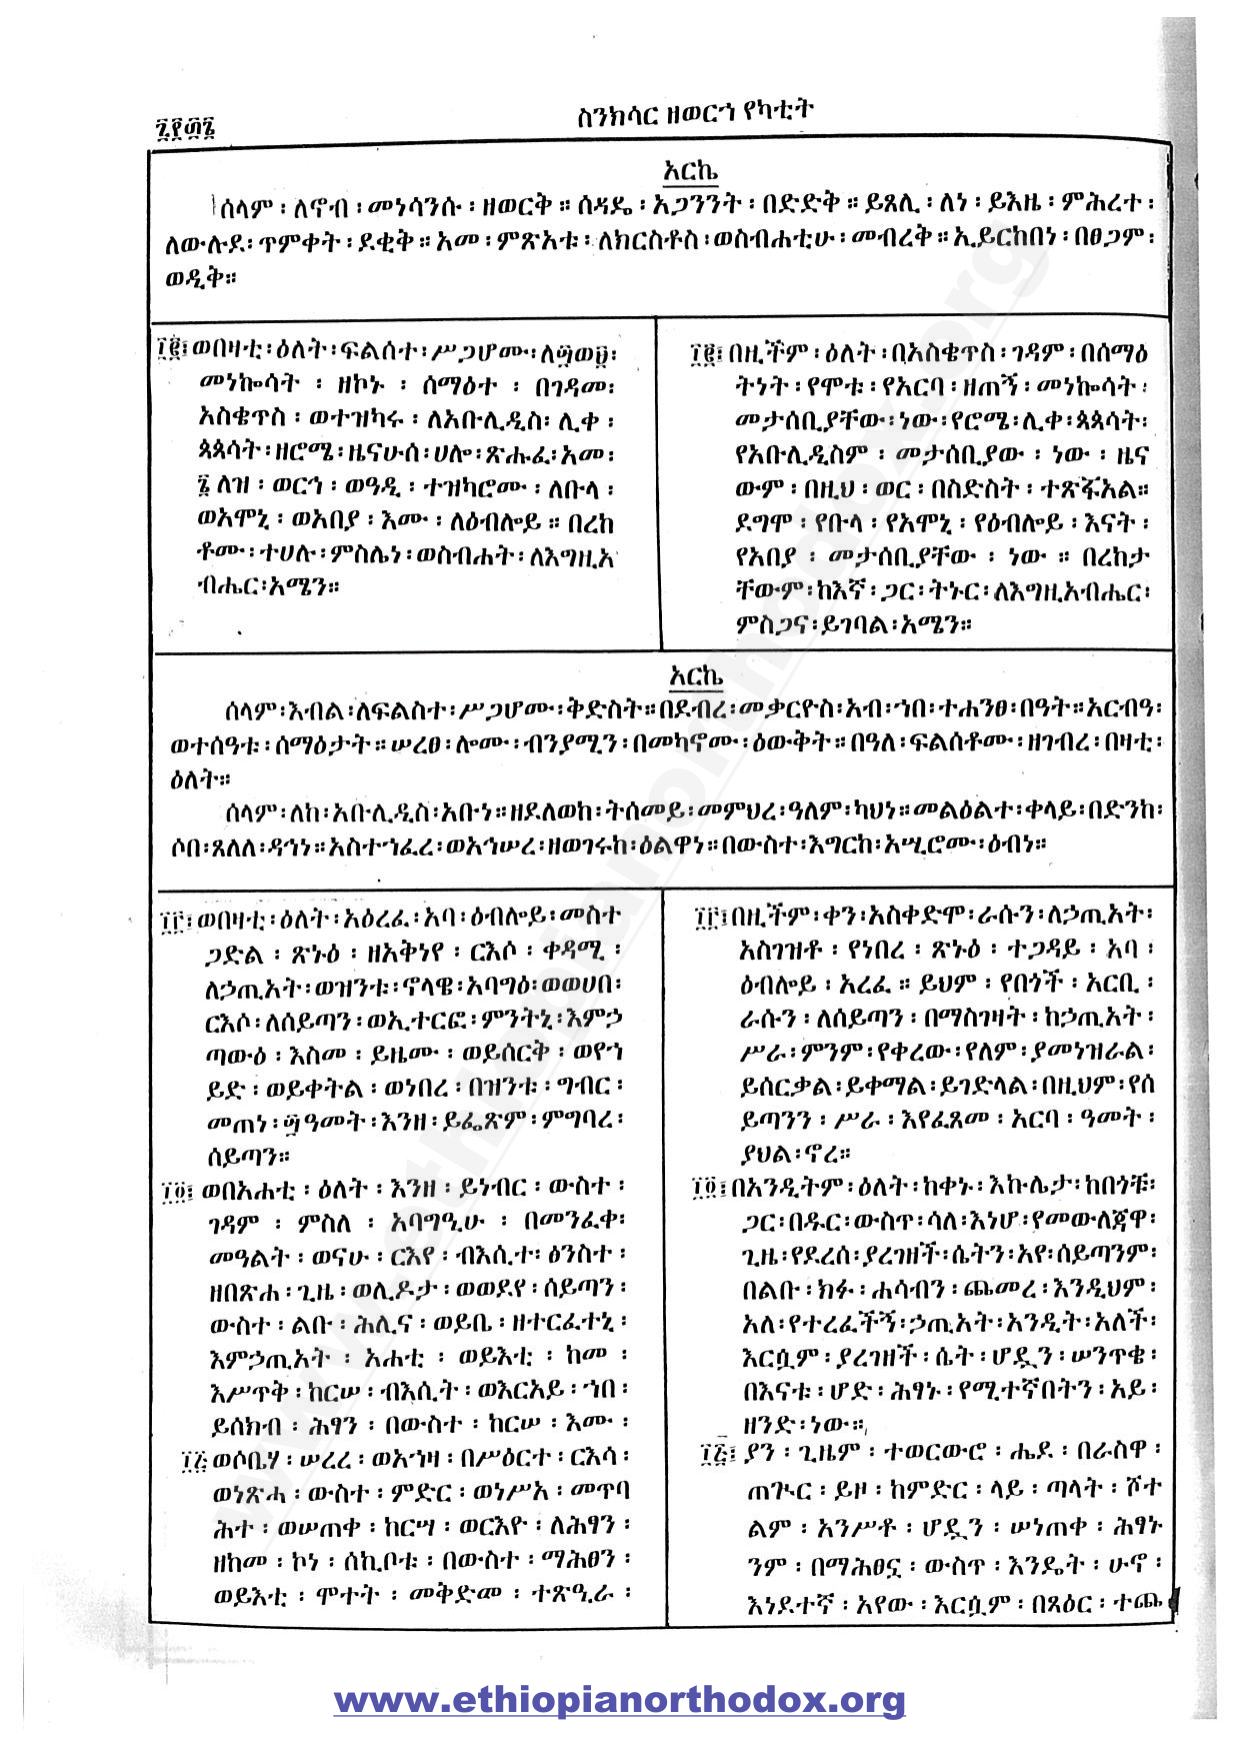 ፯፻፴፯
ስንክሳር ዘወርኀ የካቲት
አርኬ
ሰላም ፡ ለኖብ ፡ መነሳንሱ ፡ ዘወርቅ ። ሰዳዴ ፡ አጋንንት ፡ በድድቅ ። ይጸሊ ፡ ለነ ፡ ይእዜ ፡ ምሕረተ ፡
ለውሉደ ፡ ጥምቀት ፡ ደቂቅ ። አመ ፡ ምጽአቱ ፡ ለክርስቶስ ፡ ወስብሐቲሁ ፡ መብረቅ ። ኢይርከበነ ፡ በፀጋም ፡
ወዲቅ።
፲፪፤ ወበዛቲ ፡ ዕለት ፡ ፍልሰተ ፡ ሥጋሆሙ ፡ ለ፵ወ፱፡
መነኰሳት ፡ ዘኮኑ ፡ ሰማዕተ ፡ በገዳመ፡
አስቄጥስ ፡ ወተዝካሩ ፡ ለአቡሊዲስ፡ ሊቀ ፡
ጳጳሳት ፡ ዘሮሜ ፡ ዜናሁሰ ፡ ሀሎ ፡ ጽሑፈ ፡ አመ ፡
፮ ለዝ ፡ ወርኅ ፡ ወዓዲ ፡ ተዝካሮሙ ፡ ለቡላ ፡
ወአሞኒ ፡ ወአበያ ፡ እሙ ፡ ለዕብሎይ ። በረከ
ቶሙ ፡ ተሀሉ ፡ ምስሌነ ፡ ወስብሐት ፡ ለእግዚአ
ብሔር ፡ አሜን።
፲፪፤ በዚችም ፡ ዕለት ፡ በአስቄጥስ ፡ ገዳም ፡ በሰማዕ
ትነት ፡ የሞቱ ፡ የአርባ ፡ ዘጠኝ ፡ መነኰሳት ፡
መታሰቢያቸው ፡ ነው ፡ የሮሜ ፡ ሊቀ ፡ ጳጳሳት፡
የአቡሊዲስም ፡ መታሰቢያው ፡ ነው ፡ ዜና
ውም ፡ በዚህ ፡ ወር ፡ በስድስት ፡ ተጽፏአል።
ደግሞ ፡ የቡላ ፡ የአሞኒ ፡ የዕብሎይ ፡ እናት ፡
የአበያ ፡ መታሰቢያቸው ፡ ነው ። በረከታ
ቸውም ፡ ከእኛ ፡ ጋር ፡ ትኑር ፡ ለእግዚአብሔር ፡
ምስጋና ፡ ይገባል ፡ አሜን።
አርኬ
ሰላም ፡ እብል ፡ ለፍልስተ ፡ ሥጋሆሙ ፡ ቅድስት ። በደብረ ፡ መቃርዮስ ፡ አብ ፡ ኀበ ፡ ተሐንፀ ፡ በዓት ። አርብዓ ፡
ወተሰዓቱ ፡ ሰማዕታት ። ሠረፀ ፡ ሎሙ ፡ ብንያሚን ፡ በመካኖሙ ፡ ዕውቅት ። በዓለ ፡ ፍልሰቶሙ ፡ ዘገብረ ፡ በዛቲ ፡
ዕለት።
ሰላም ፡ ለከ ፡ አቡሊዲስ ፡ አቡነ ። ዘደለወከ ፡ ትሰመይ ፡ መምህረ ፡ ዓለም ፡ ካህነ ። መልዕልተ ፡ ቀላይ ፡ በድንከ ፡
ሶበ ፡ ጸለለ ፡ ዳኅነ ። አስተኀፈረ ፡ ወአኅሠረ ፡ ዘወገሩከ ፡ ዕልዋነ ። በውስተ ፡ እግርከ ፡ አሢሮሙ ፡ ዕብነ።
፲፫፤ ወበዛቲ ፡ ዕለት ፡ አዕረፈ ፡ አባ ፡ ዕብሎይ ፡ መስተ
ጋድል ፡ ጽኑዕ ፡ ዘአቅነየ ፡ ርእሶ ፡ ቀዳሚ ፡
ለኃጢአት ፡ ወዝንቱ ፡ ኖላዊ ፡ አባግዕ ፡ ወወሀበ ፡
ርእሶ ፡ ለሰይጣን ፡ ወኢተርፎ ፡ ምንትኒ ፡ እምኃ
ጣውዕ ፡ እስመ ፡ ይዜሙ ፡ ወይሰርቅ ፡ ወየኀ
ይድ ፡ ወይቀትል ፡ ወነበረ ፡ በዝንቱ ፡ ግብር ፡
መጠነ ፡ ፵ ዓመት ፡ እንዘ ፡ ይፌጽም ፡ ምግባረ ፡
ሰይጣን።
፲፬፤ ወበአሐቲ ፡ ዕለት ፡ እንዘ ፡ ይነብር ፡ ውስተ ፡
ገዳም ፡ ምስለ ፡ አባግዒሁ ፡ በመንፈቀ፡
መዓልት ፡ ወናሁ ፡ ርእየ ፡ ብእሲተ፡ ፅንስተ ፡
ዘበጽሐ ፡ ጊዜ ፡ ወሊዶታ ፡ ወወደየ ፡ ሰይጣን ፡
ውስተ ፡ ልቡ ፡ ሕሊና ፡ ወይቤ ፡ ዘተርፈተኒ ፡
እምኃጢአት ፡ አሐቲ ፡ ወይእቲ ፡ ከመ ፡
እሥጥቅ ፡ ከርሠ ፡ ብእሲት ፡ ወእርአይ ፡ ኀበ ፡
ይሰክብ ፡ ሕፃን ፡ በውስተ ፡ ከርሠ ፡ እሙ ፡
፲፭ ወሶቤሃ ፡ ሠረረ ፡ ወአኀዛ ፡ በሥዕርተ ፡ ርእሳ ፡
ወነጽሓ ፡ ውስተ ፡ ምድር ፡ ወነሥአ ፡ መጥባ
ሕተ ፡ ወሠጠቀ ፡ ከርሣ ፡ ወርእዮ ፡ ለሕፃን ፡
ዘከመ ፡ ኮነ ፡ ሰኪቦቱ ፡ በውስተ ፡ ማሕፀን ፡
ወይእቲ ፡ ሞተት ፡ መቅድመ ፡ ተጽዒራ ፡
፲፫፤ በዚችም ፡ ቀን ፡ አስቀድሞ ፡ ራሱን ፡ ለኃጢአት ፡
አስገዝቶ ፡ የነበረ ፡ ጽኑዕ ፡ ተጋዳይ ፡ አባ ፡
ዕብሎይ ፡ አረፈ ። ይህም ፡ የበጎች ፡ አርቢ ፡
ራሱን ፡ ለሰይጣን ፡ በማስገዛት ፡ ከኃጢአት ፡
ሥራ ፡ ምንም ፡ የቀረው ፡ የለም ፡ ያመነዝራል ፡
ይሰርቃል ፡ ይቀማል ፡ ይገድላል ፡ በዚህም ፡ የሰ
ይጣንን ፡ ሥራ ፡ እየፈጸመ ፡ አርባ ፡ ዓመት ፡
ያህል ፡ ኖረ።
፲፬፤ በአንዲትም ፡ ዕለት ፡ ከቀኑ ፡ እኩሌታ ፡ ከበጎቹ ፡
ጋር ፡ በዱር ፡ ውስጥ ፡ ሳለ ፡ እነሆ ፡ የመውለጃዋ ፡
ጊዜ ፡ የደረሰ ፡ ያረገዘች ፡ ሴትን ፡ አየ ፡ ሰይጣንም ፡
በልቡ ፡ ክፉ ፡ ሐሳብን ፡ ጨመረ ፡ እንዲህም ፡
አለ ፡ የተረፈችኝ ፡ ኃጢአት ፡ አንዲት ፡ አለች ፡
እርሷም ፡ ያረገዘች ፡ ሴት ፡ ሆዷን ፡ ሠንጥቄ ፡
በእናቱ ፡ ሆድ ፡ ሕፃኑ ፡ የሚተኛበትን ፡ አይ ፡
ዘንድ ፡ ነው።
፲፭፤ ያን ፡ ጊዜም ፡ ተወርውሮ ፡ ሔደ ፡ በራስዋ ፡
ጠጕር ፡ ይዞ ፡ ከምድር ፡ ላይ ፡ ጣላት ፡ ሾተ
ልም ፡ አንሥቶ ፡ ሆዷን ፡ ሠነጠቀ ፡ ሕፃኑ
ንም ፡ በማሕፀኗ ፡ ውስጥ ፡ እንዴት ፡ ሁኖ ፡
እነደተኛ ፡ አየው ፡ እርሷም ፡ በጸዕር ፡ ተጨ
www.ethiopianorthodox.org
www.ethiopianorthodox.org